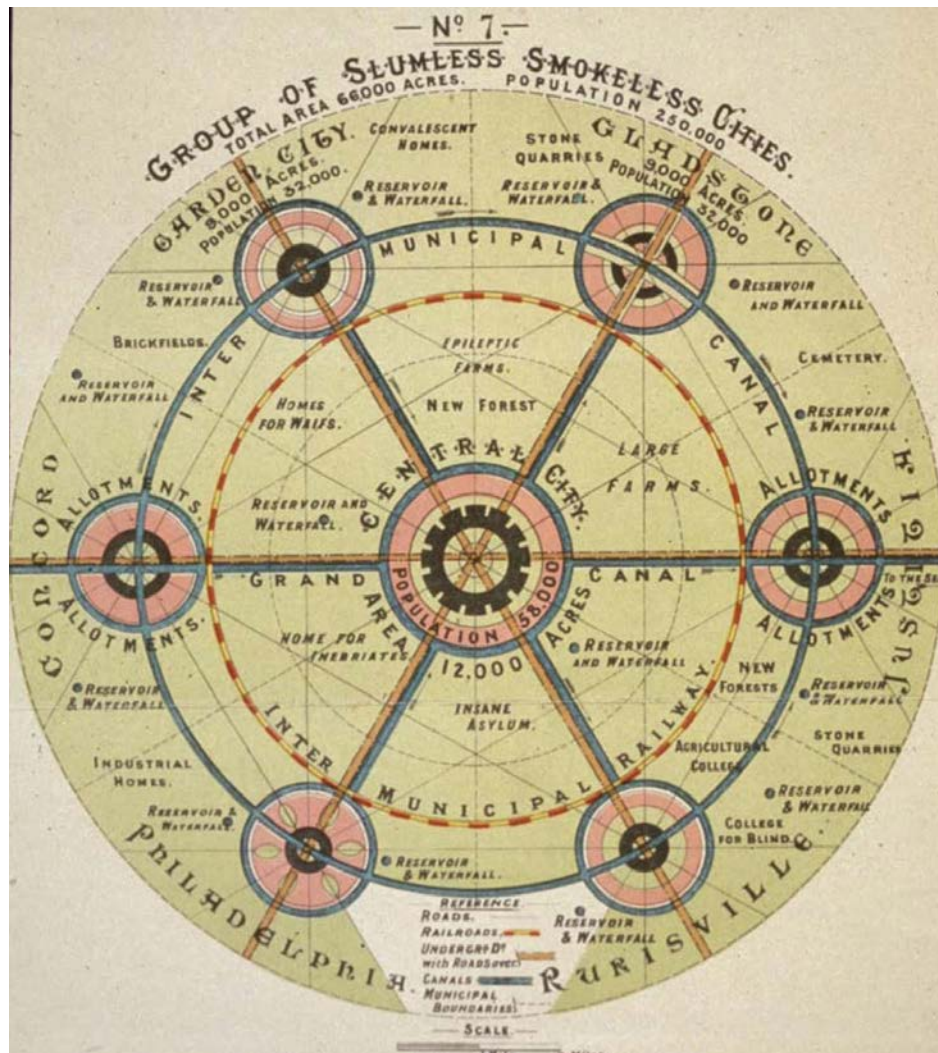 — Nº 7. —
GROUP OF SLUMLESS SMOKELESS CITIES.
TOTAL AREA 66,000 ACRES. POPULATION 250,000
GARDEN CITY.
9,000 ACRES.
POPULATION 32,000.
CONVALESCENT
HOMES.
STONE
QUARRIES
GLADSTONE
9,000 ACRES.
POPULATION
32,000
RESERVOIR
& WATERFALL.
RESERVOIR &
WATERFALL.
INTER MUNICIPAL CANAL
RESERVOIR
& WATERFALL
RESERVOIR
AND WATERFALL
BRICKFIELDS.
EPILEPTIC
FARMS.
CEMETERY.
RESERVOIR
AND WATERFALL
HOMES
FOR WAIFS.
NEW FOREST
RESERVOIR
& WATERFALL
LARGE
FARMS.
CONCORD
ALLOTMENTS.
CENTRAL CITY.
ALLOTMENTS
RESERVOIR AND
WATERFALL.
GRAND CANAL
TO THE SE
POPULATION 58,000
AREA 12,000 ACRES
ALLOTMENTS.
ALLOTMENTS
HOME FOR
INEBRIATES.
RESERVOIR
AND WATERFALL
NEW
FORESTS
RESERVOIR
& WATERFALL
RESERVOIR
& WATERFALL
INSANE
ASYLUM.
STONE
QUARRIES
INTER MUNICIPAL RAILWAY.
AGRICULTURAL
COLLEGE
INDUSTRIAL
HOMES.
RESERVOIR
& WATERFALL
RESERVOIR &
WATERFALL.
COLLEGE
FOR BLIND.
PHILADELPHIA.
RESERVOIR
& WATERFALL.
RURISVILLE.
RESERVOIR
& WATERFALL
REFERENCE
ROADS.
RAILROADS.
UNDERGRD Dº
WITH ROADS OVER
CANALS
MUNICIPAL
BOUNDARIES
SCALE